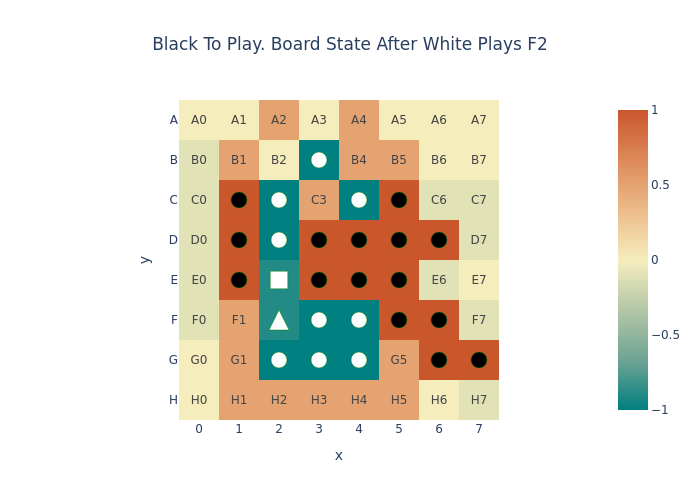 Black To Play. Board State After White Plays F2
A A0 A1 A2 A3 A4 A5 A6 A7
B B0 B1 B2 B4 B5 B6 B7
C C0 C3 C6 C7
D D0 D7
E E0 E6 E7
F F0 F1 F7
G G0 G1 G5
H H0 H1 H2 H3 H4 H5 H6 H7
0 1 2 3 4 5 6 7
x
y
1
0.5
0
−0.5
−1